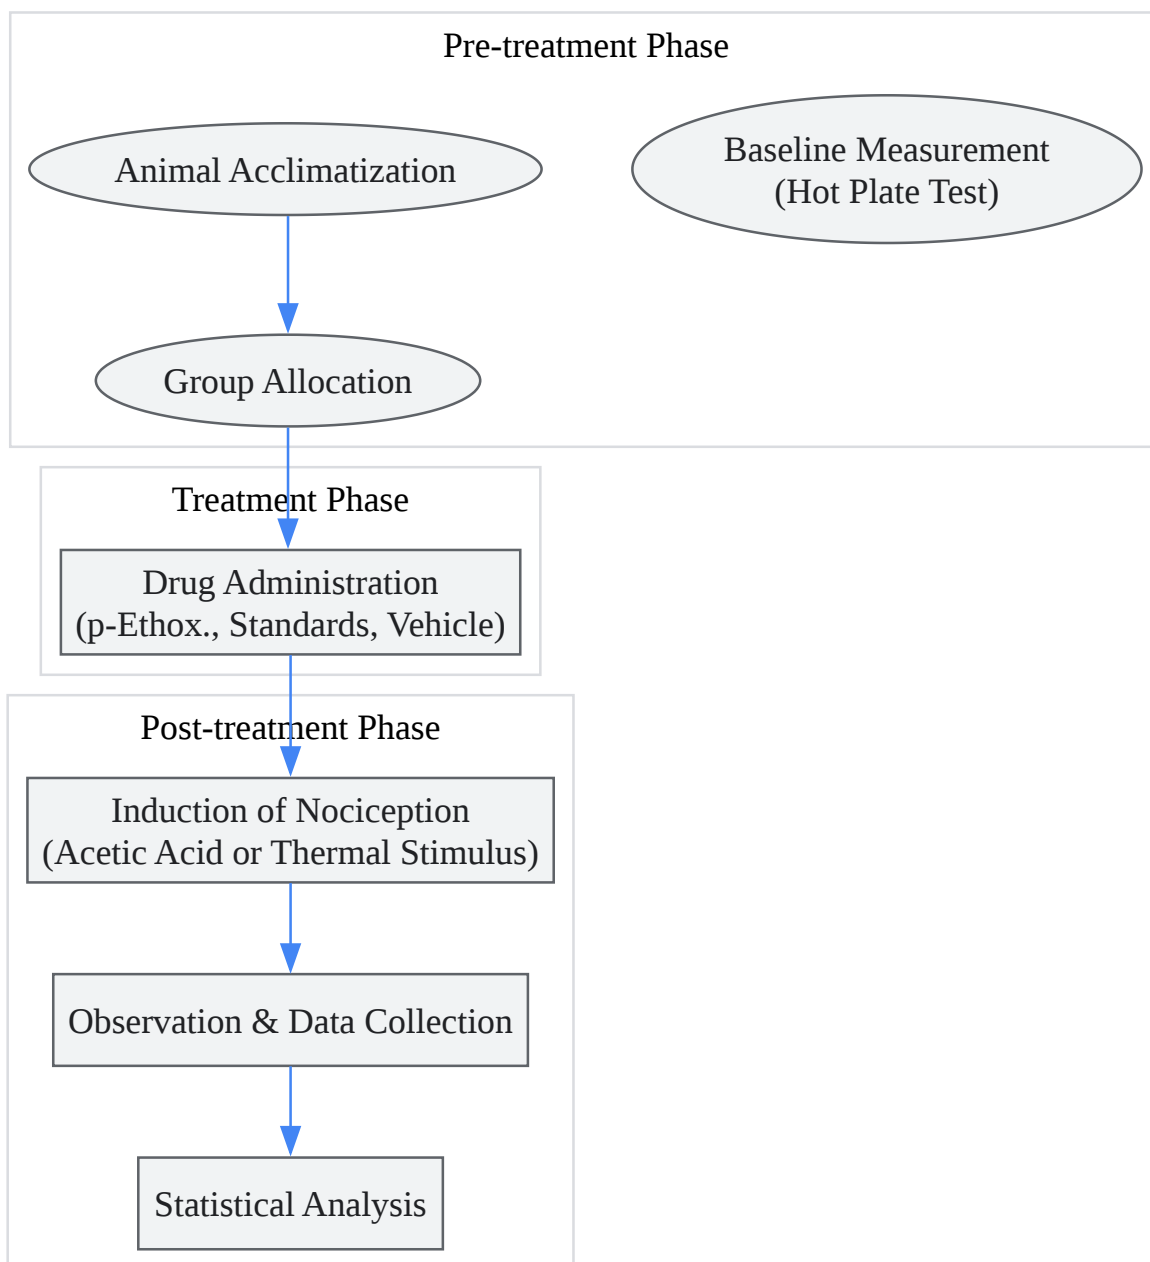 Pre-treatment Phase
Animal Acclimatization
Baseline Measurement
(Hot Plate Test)
Group Allocation
Treatment Phase
Drug Administration
(p-Ethox., Standards, Vehicle)
Post-treatment Phase
Induction of Nociception
(Acetic Acid or Thermal Stimulus)
Observation & Data Collection
Statistical Analysis